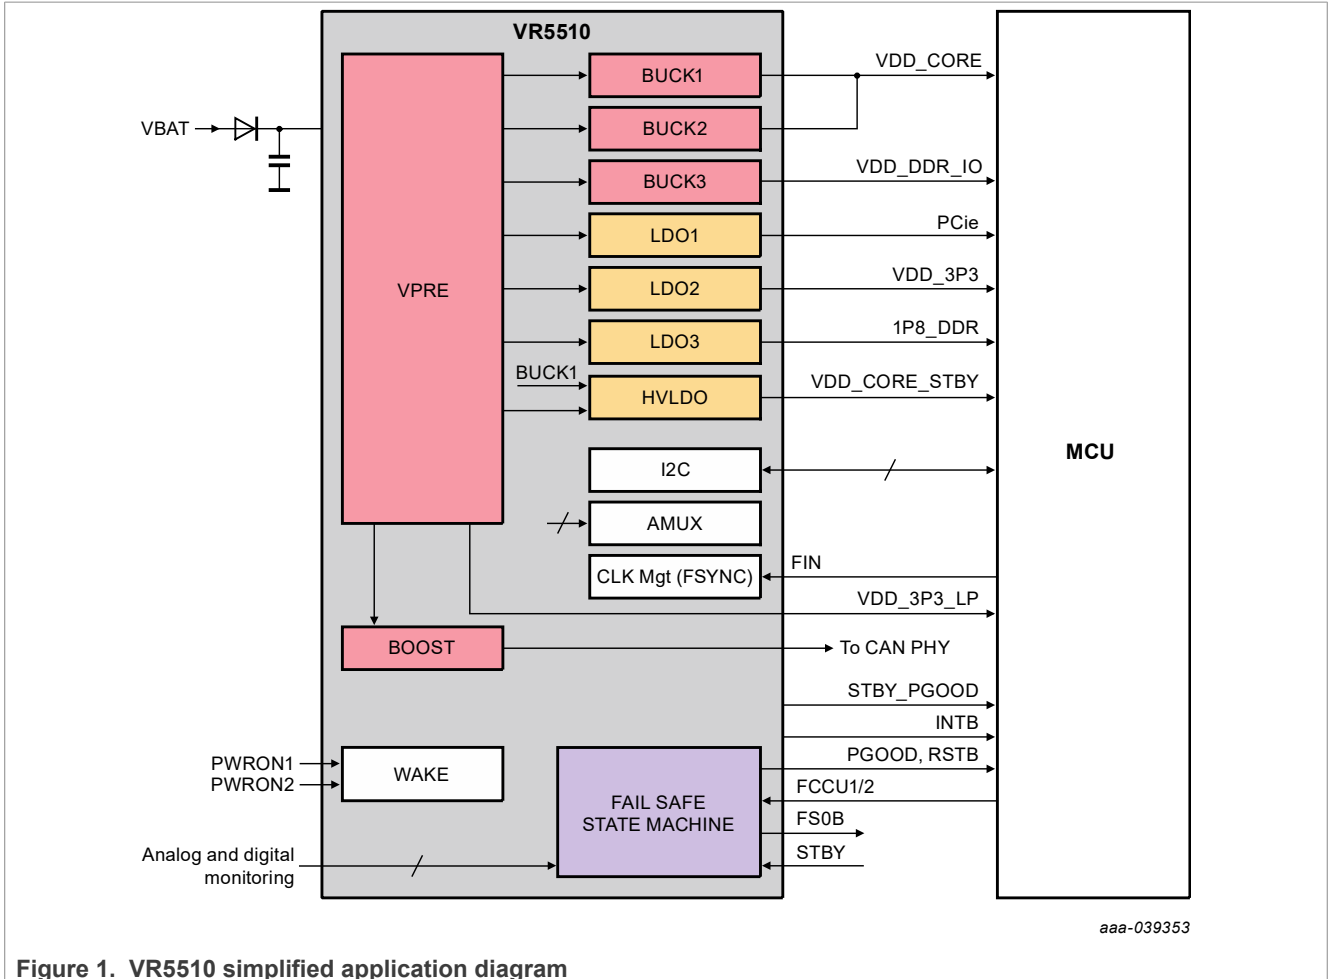 VR5510
BUCK1
VDD_CORE
VBAT
BUCK2
BUCK3
VDD_DDR_IO
LDO1
PCie
VPRE
LDO2
VDD_3P3
LDO3
1P8_DDR
BUCK1
HVLDO
VDD_CORE_STBY
MCU
I2C
AMUX
CLK Mgt (FSYNC)
FIN
VDD_3P3_LP
BOOST
To CAN PHY
STBY_PGOOD
INTB
PWRON1
PWRON2
WAKE
PGOOD, RSTB
FAIL SAFE
STATE MACHINE
FCCU1/2
FS0B
STBY
Analog and digital
monitoring
aaa-039353
Figure 1. VR5510 simplified application diagram